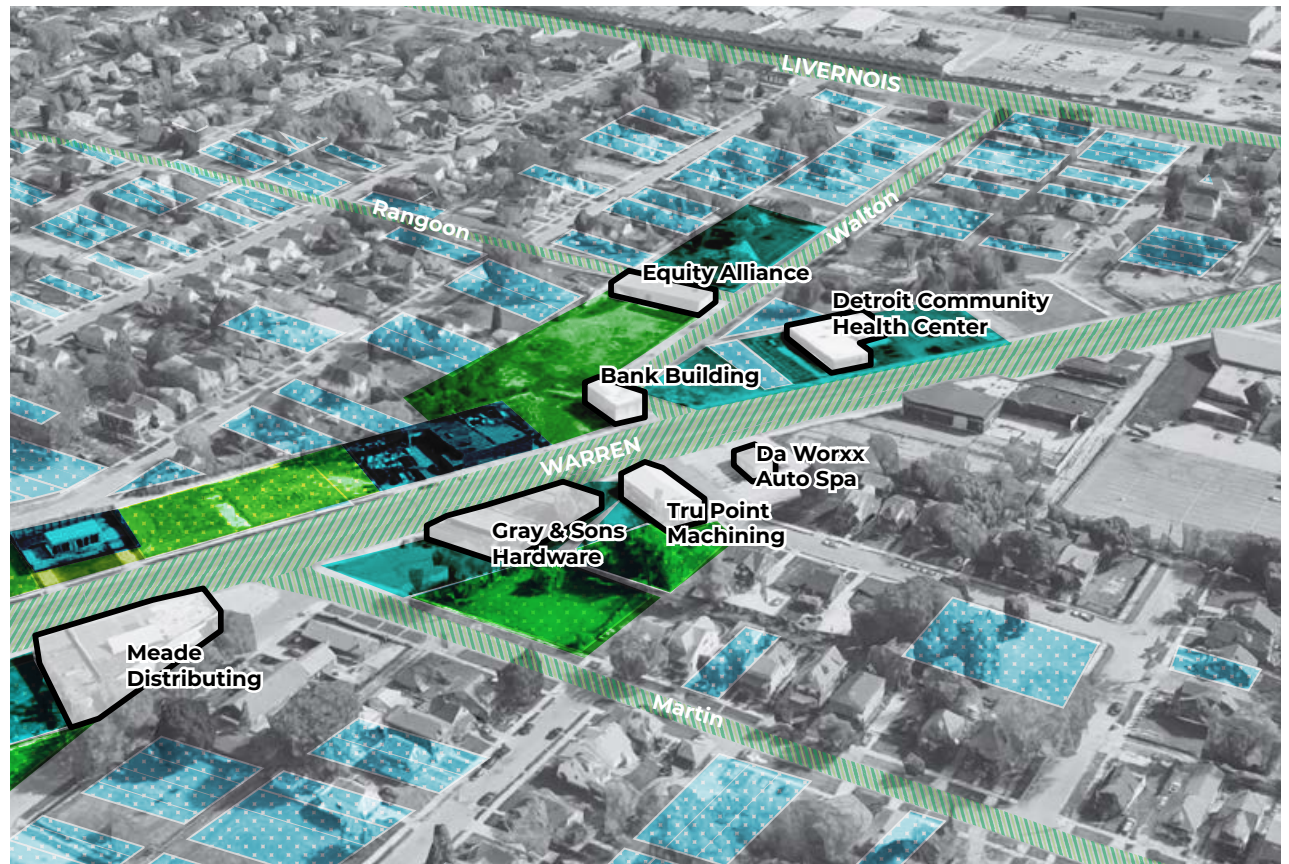 LIVERNOIS
Rangoon
Walton
Equity Alliance
Detroit Community
Health Center
Bank Building
WARREN
Da Worxx
Auto Spa
Tru Point
Machining
Gray & Sons
Hardware
Meade
Distributing
Martin